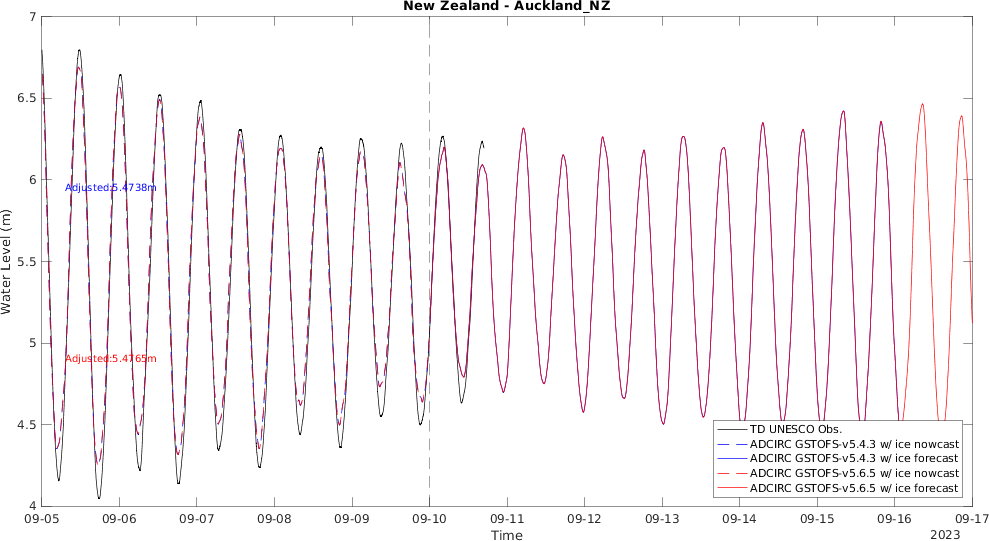 New Zealand - Auckland_NZ
7
6.5
6
5.5
5
4.5
4
Water Level (m)
Adjusted:5.4738m
Adjusted:5.4765m
TD UNESCO Obs.
ADCIRC GSTOFS-v5.4.3 w/ ice nowcast
ADCIRC GSTOFS-v5.4.3 w/ ice forecast
ADCIRC GSTOFS-v5.6.5 w/ ice nowcast
ADCIRC GSTOFS-v5.6.5 w/ ice forecast
09-05 09-06 09-07 09-08 09-09 09-10 09-11 09-12 09-13 09-14 09-15 09-16 09-17
Time
2023